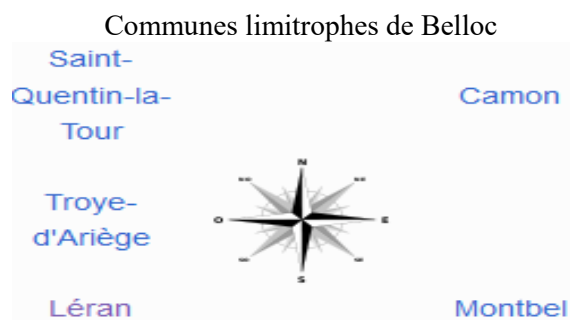 Communes limitrophes de Belloc
Saint-
Quentin-la-
Tour
Camon
N
Troye-
d'Ariège
O
E
S
Léran
Montbel